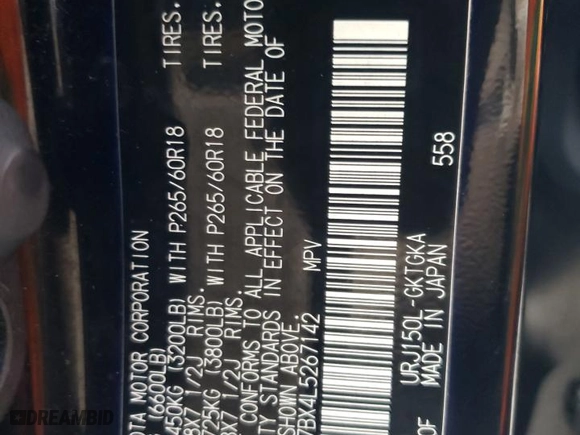 OTA MOTOR CORPORATION
(6600LB)
450KG (3200LB) WITH P265/60R18 TIRES.
8X7 1/2J RIMS.
25KG (3800LB) WITH P265/60R18 TIRES.
8X7 1/2J RIMS.
CONFORMS TO ALL APPLICABLE FEDERAL MOTO
TY STANDARDS IN EFFECT ON THE DATE OF
SHOWN ABOVE.
7BX4L5267142 MPV
URJ150L-GKTGKA 558
OF MADE IN JAPAN
DREAMBID